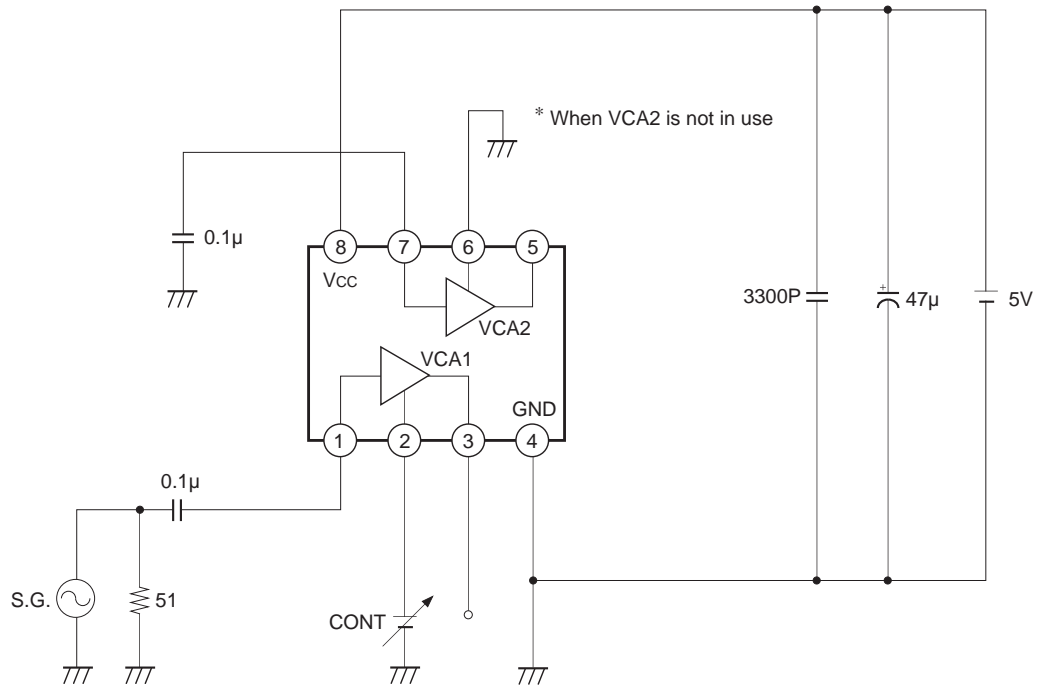 * When VCA2 is not in use
0.1µ
8
7
6
5
VCC
3300P
47µ
+
5V
VCA2
VCA1
GND
1
2
3
4
0.1µ
S.G.
51
CONT